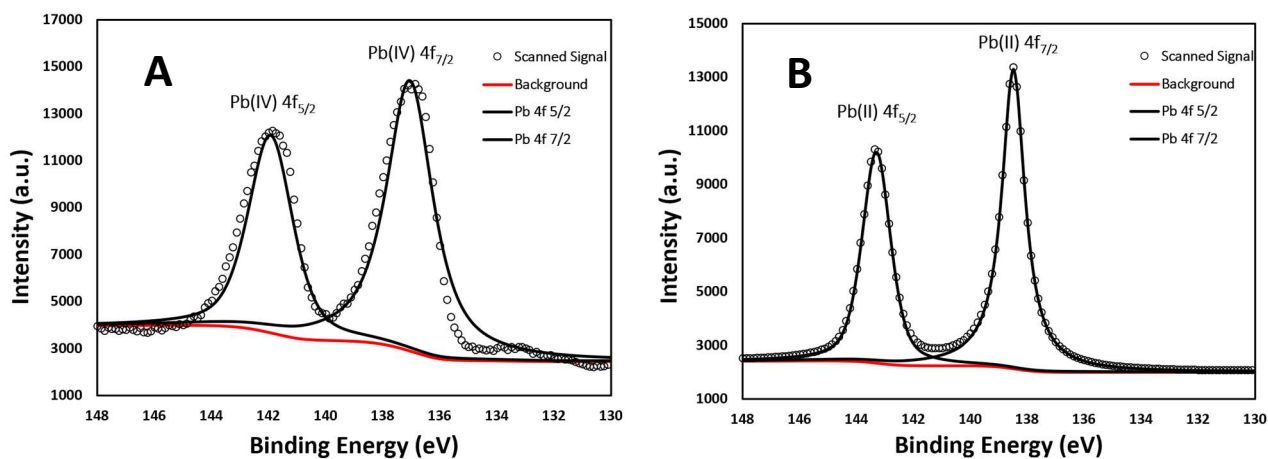 A
17000
15000
13000
11000
9000
7000
5000
3000
1000
Intensity (a.u.)
148 146 144 142 140 139 137 136 134 132 130
Binding Energy (eV)
Pb(IV) 4f5/2
Pb(IV) 4f7/2
Scanned Signal
Background
Pb 4f 5/2
Pb 4f 7/2
B
15000
13000
11000
9000
7000
5000
3000
1000
Intensity (a.u.)
148 146 144 142 140 139 137 136 134 132 130
Binding Energy (eV)
Pb(II) 4f5/2
Pb(II) 4f7/2
Scanned Signal
Background
Pb 4f 5/2
Pb 4f 7/2